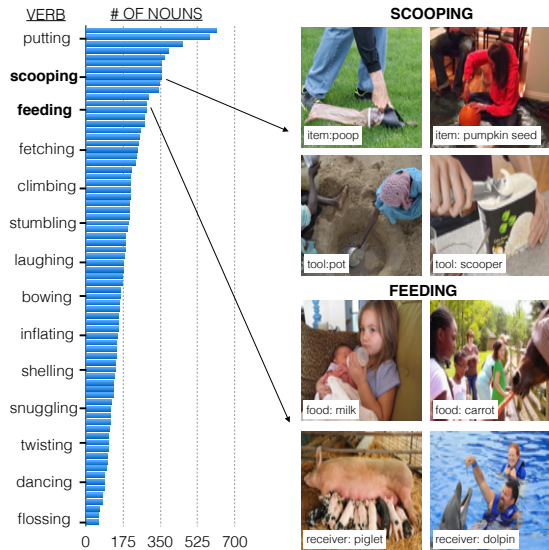 VERB
# OF NOUNS
putting
scooping
feeding
fetching
climbing
stumbling
laughing
bowing
inflating
shelling
snuggling
twisting
dancing
flossing
0 175 350 525 700
SCOOPING
item:poop
item: pumpkin seed
tool:pot
tool: scooper
FEEDING
food: milk
food: carrot
receiver: piglet
receiver: dolpin